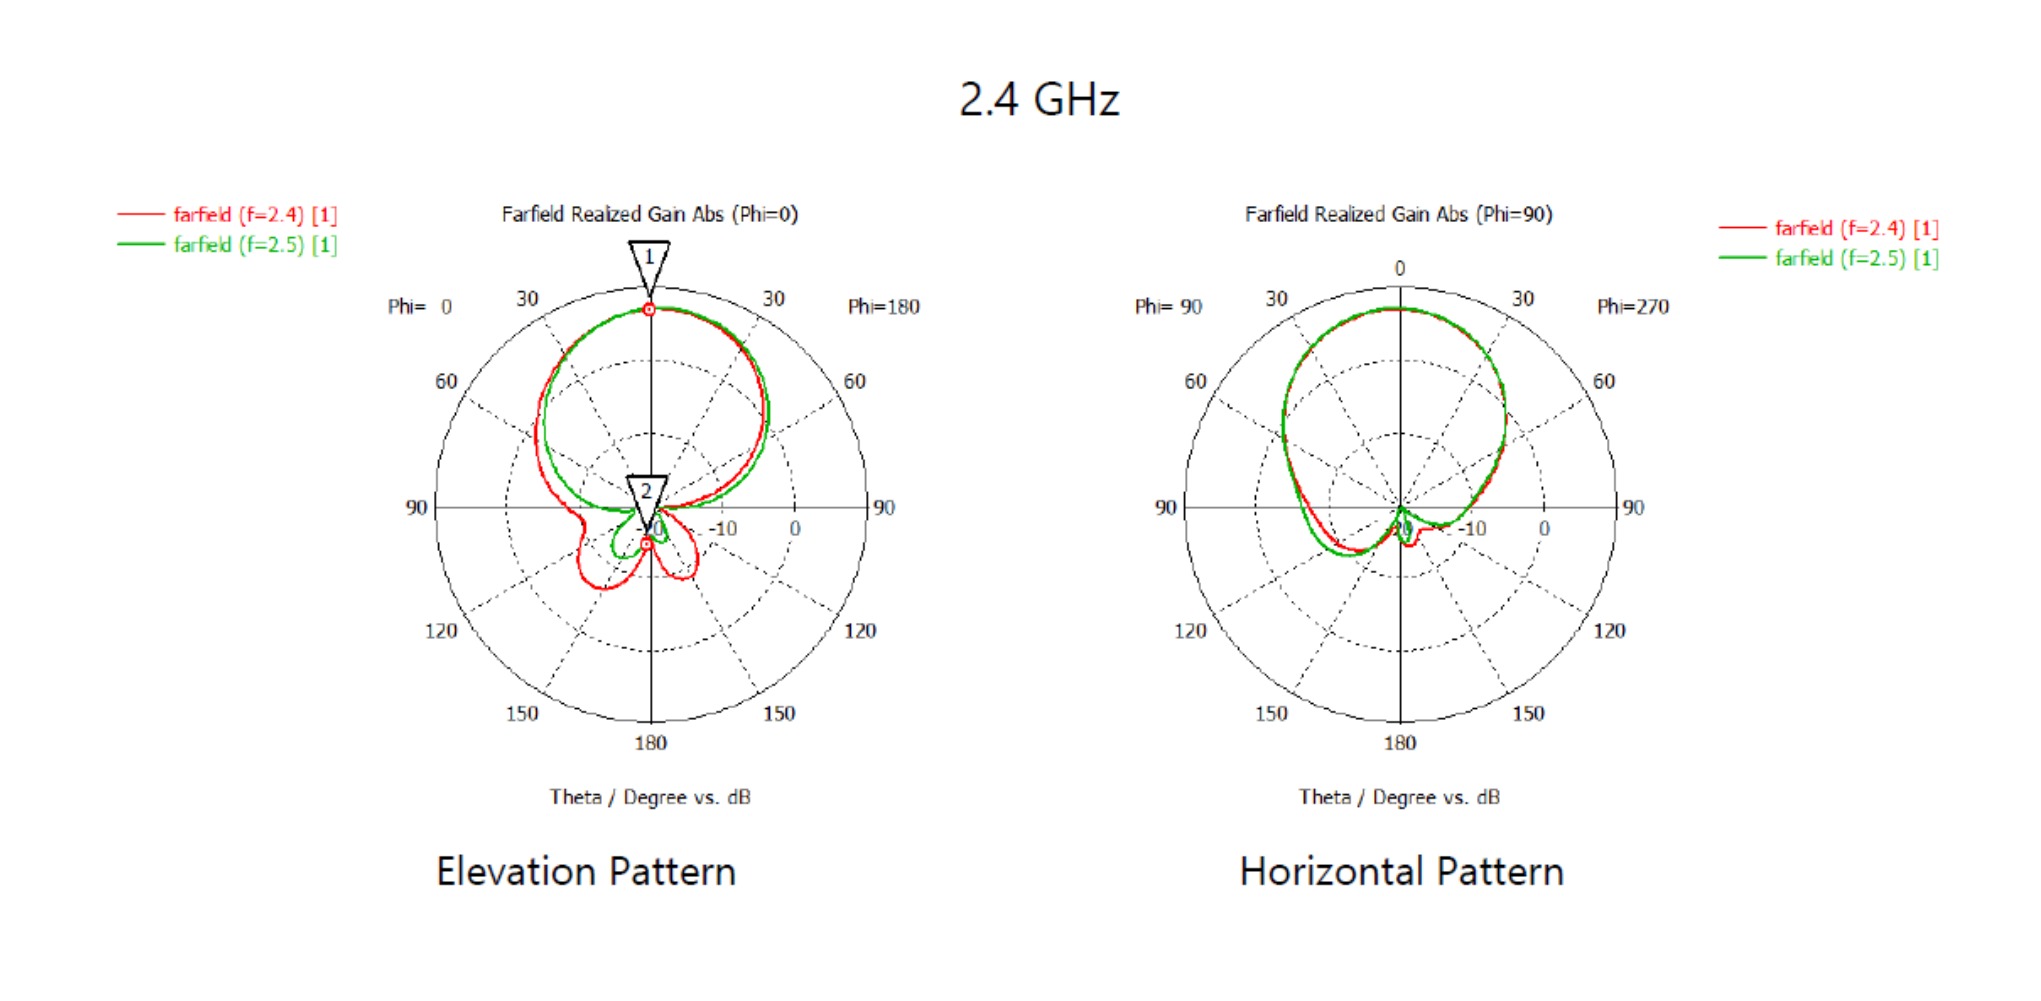 2.4 GHz
farfield (f=2.4) [1]
farfield (f=2.5) [1]
Farfield Realized Gain Abs (Phi=0)
1
30
30
Phi= 0
Phi=180
60
60
90
90
2
-10
0
120
120
150
150
180
Theta / Degree vs. dB
Elevation Pattern
Farfield Realized Gain Abs (Phi=90)
farfield (f=2.4) [1]
farfield (f=2.5) [1]
0
30
30
Phi= 90
Phi=270
60
60
90
90
-10
0
120
120
150
150
180
Theta / Degree vs. dB
Horizontal Pattern